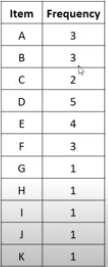 Item Frequency
A 3
B 3
C 2
D 5
E 4
F 3
G 1
H 1
I 1
J 1
K 1